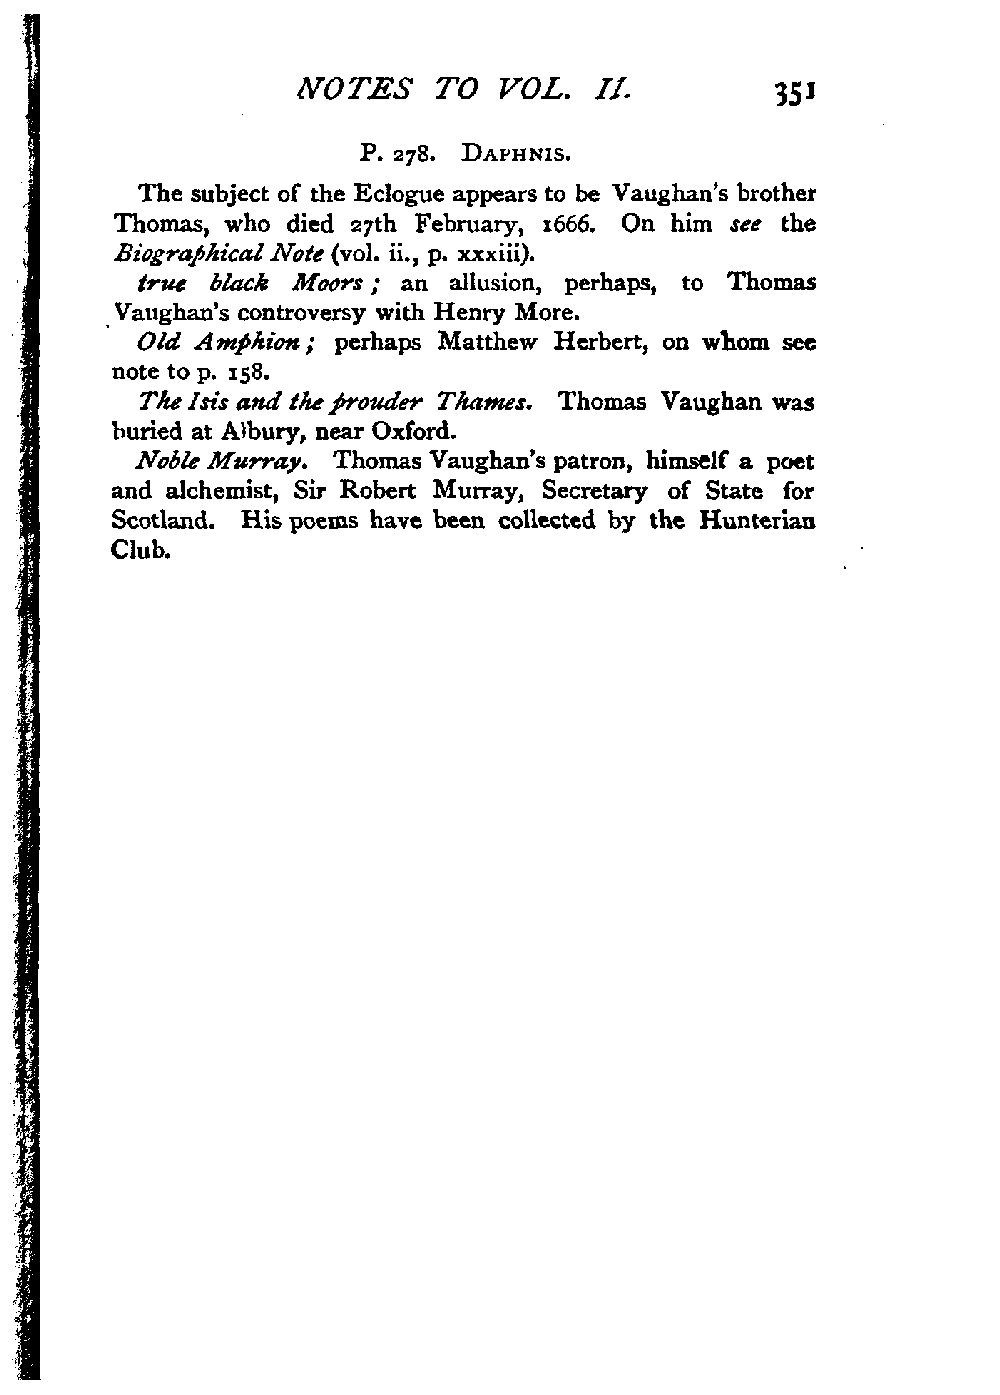 NOTES TO VOL. II. 351
P. 278. DAPHNIS.
The subject of the Eclogue appears to be Vaughan's brother
Thomas, who died 27th February, 1666. On him see the
Biographical Note (vol. ii., p. xxxiii).
true black Moors; an allusion, perhaps, to Thomas
Vaughan's controversy with Henry More.
Old Amphion; perhaps Matthew Herbert, on whom see
note to p. 158.
The Isis and the prouder Thames. Thomas Vaughan was
buried at Albury, near Oxford.
Noble Murray. Thomas Vaughan's patron, himself a poet
and alchemist, Sir Robert Murray, Secretary of State for
Scotland. His poems have been collected by the Hunterian
Club.